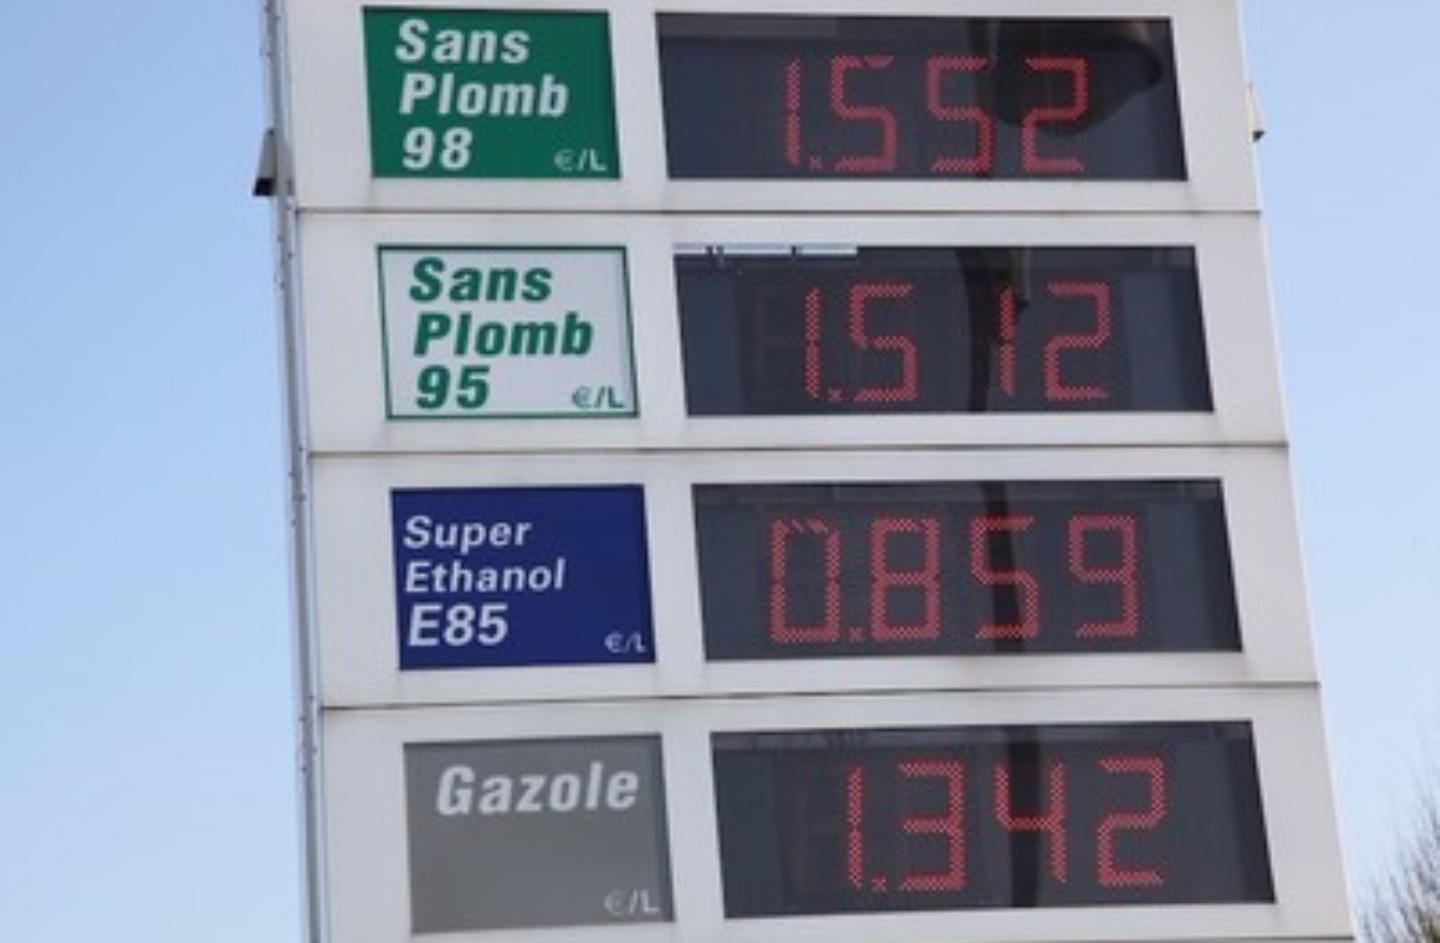 Sans
Plomb
98 €/L
1.552
Sans
Plomb
95 €/L
1.512
Super
Ethanol
E85 €/L
0.859
Gazole
€/L
1.342